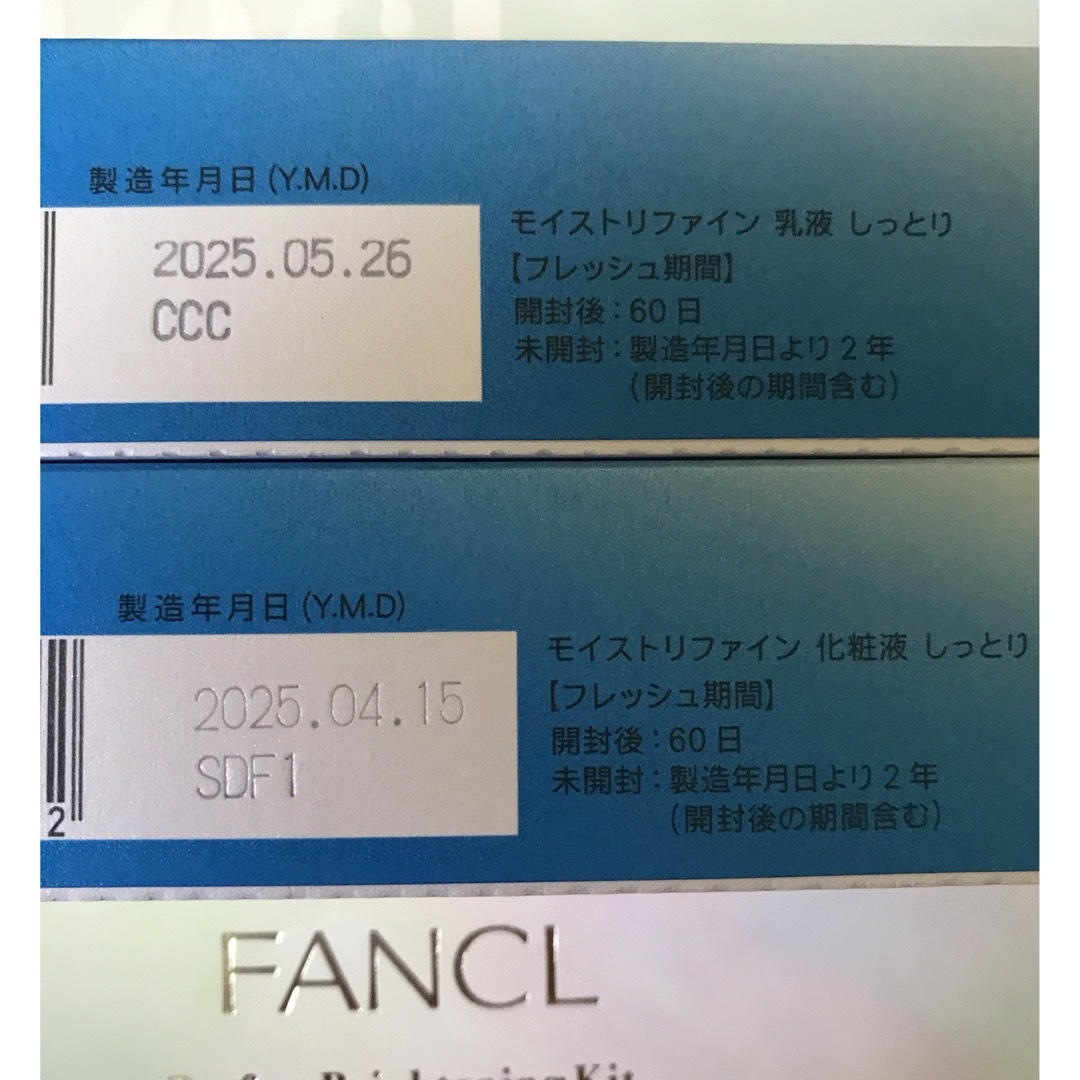 製造年月日(Y.M.D)
2025.05.26
CCC
モイストリファイン 乳液 しっとり
【フレッシュ期間】
開封後：60日
未開封：製造年月日より2年
(開封後の期間含む)
製造年月日(Y.M.D)
2025.04.15
SDF1
2
モイストリファイン 化粧液 しっとり
【フレッシュ期間】
開封後：60日
未開封：製造年月日より2年
(開封後の期間含む)
FANCL
Brightening Kit